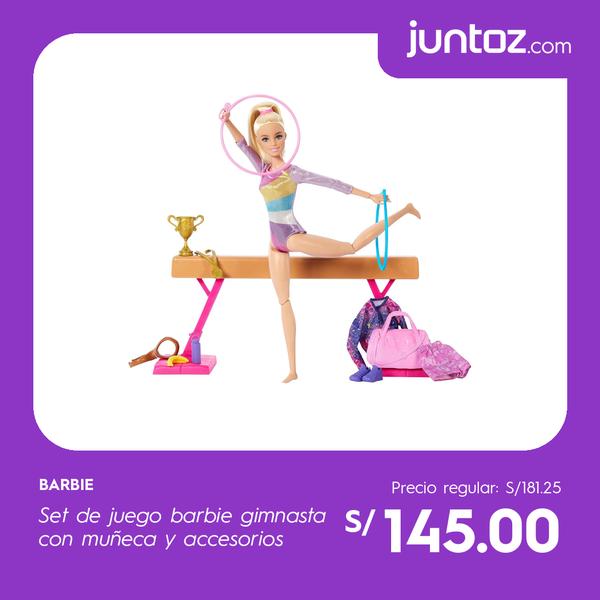 juntoz.com
BARBIE
Set de juego barbie gimnasta
con muñeca y accesorios
Precio regular: S/181.25
S/145.00